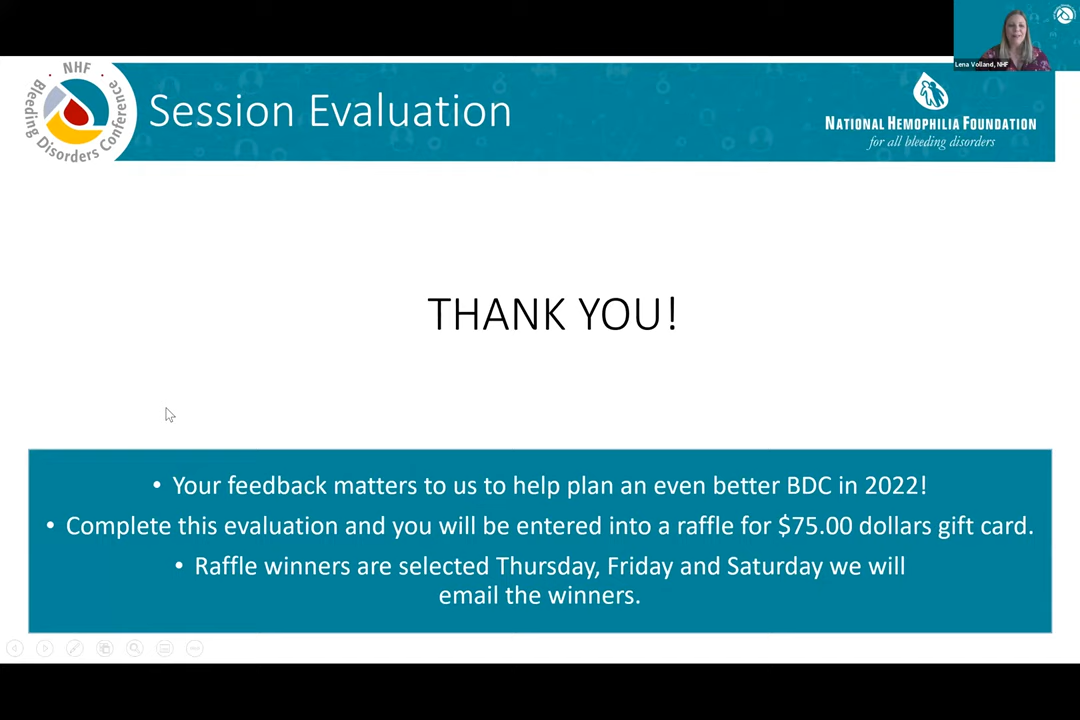 Lena Volland, NHF
NHF
Bleeding Disorders Conference
Session Evaluation
NATIONAL HEMOPHILIA FOUNDATION
for all bleeding disorders
THANK YOU!
• Your feedback matters to us to help plan an even better BDC in 2022!
• Complete this evaluation and you will be entered into a raffle for $75.00 dollars gift card.
• Raffle winners are selected Thursday, Friday and Saturday we will
email the winners.